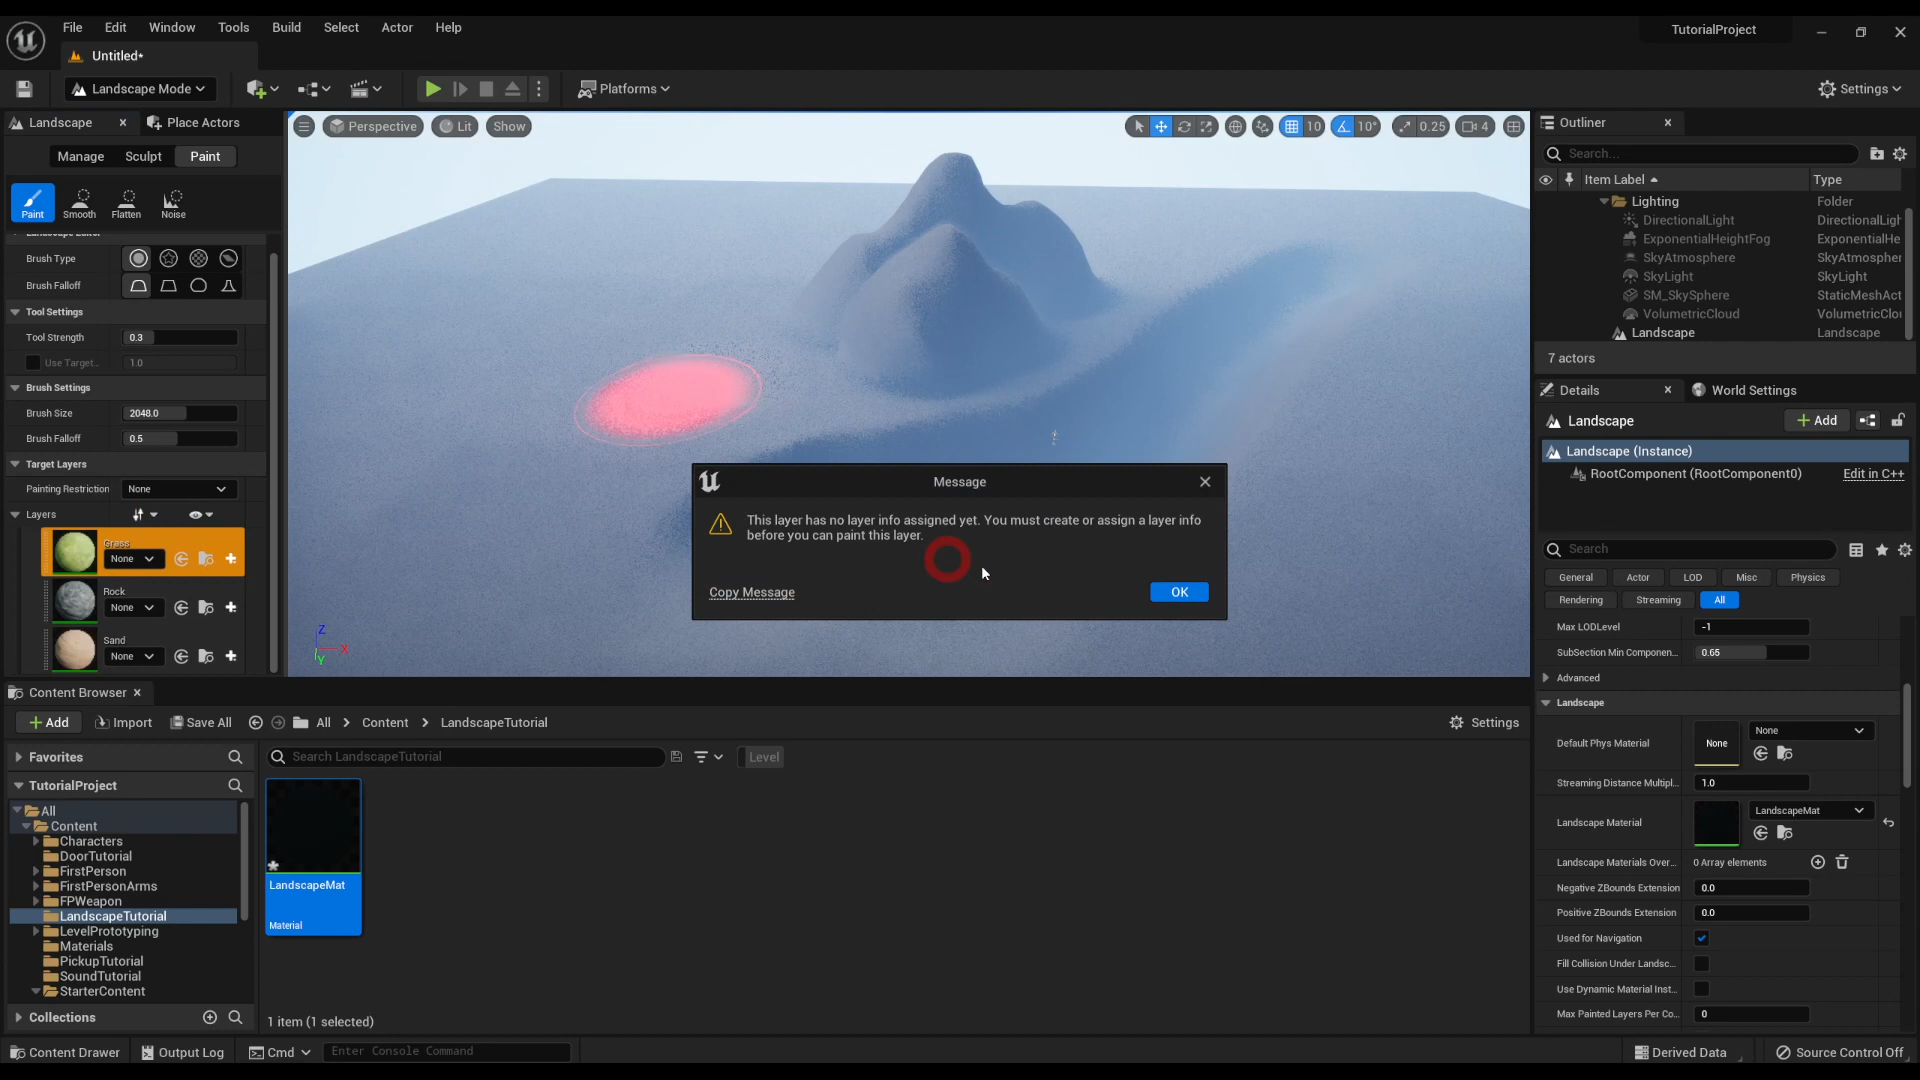 File Edit Window Tools Build Select Actor Help
TutorialProject
Untitled*
Landscape Mode
Platforms
Settings
Landscape
Place Actors
Perspective
Lit
Show
10
10°
0.25
4
Outliner
Manage Sculpt Paint
Search...
Item Label Type
Paint Smooth Flatten Noise
Lighting Folder
DirectionalLight DirectionalLigh
ExponentialHeightFog ExponentialHe
SkyAtmosphere SkyAtmospher
SkyLight SkyLight
SM_SkySphere StaticMeshAct
VolumetricCloud VolumetricClo
Landscape Landscape
7 actors
Brush Type
Brush Falloff
Tool Settings
Tool Strength 0.3
Use Target.. 1.0
Brush Settings
Brush Size 2048.0
Brush Falloff 0.5
Target Layers
Painting Restriction None
Layers
Grass
None
Rock
None
Sand
None
Z
X
Y
Message
This layer has no layer info assigned yet. You must create or assign a layer info
before you can paint this layer.
Copy Message
OK
Details
World Settings
Landscape
Add
Landscape (Instance)
RootComponent (RootComponent0) Edit in C++
Search
General Actor LOD Misc Physics
Rendering Streaming All
Max LODLevel -1
SubSection Min Componen... 0.65
Advanced
Landscape
Default Phys Material None None
Streaming Distance Multipl... 1.0
Landscape Material LandscapeMat
Landscape Materials Over... 0 Array elements
Negative ZBounds Extension 0.0
Positive ZBounds Extension 0.0
Used for Navigation
Fill Collision Under Landsc...
Use Dynamic Material Inst...
Max Painted Layers Per Co... 0
Content Browser
Add Import Save All All Content LandscapeTutorial Settings
Favorites
Search LandscapeTutorial
Level
TutorialProject
All
Content
Characters
DoorTutorial
FirstPerson
FirstPersonArms
FPWeapon
LandscapeTutorial
LevelPrototyping
Materials
PickupTutorial
SoundTutorial
StarterContent
Collections
LandscapeMat
Material
1 item (1 selected)
Content Drawer Output Log Cmd Enter Console Command Derived Data Source Control Off